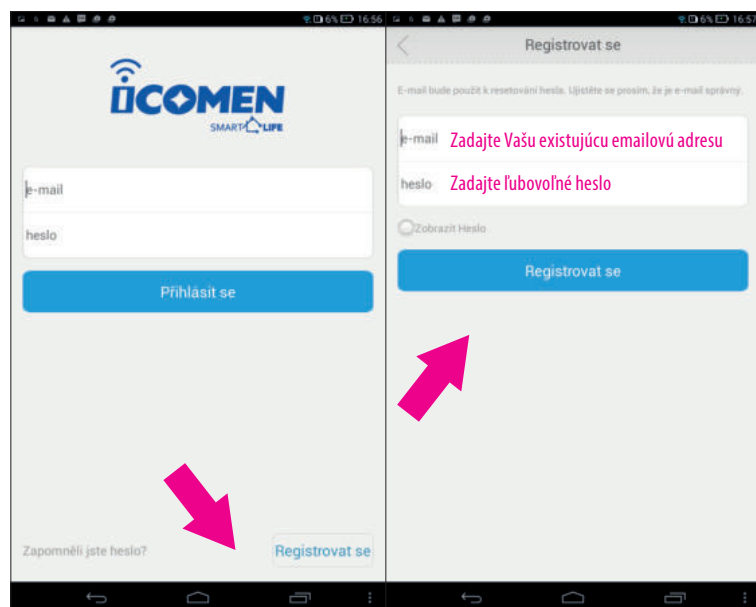 6% 16:56
iCOMEN
SMART LIFE
e-mail
heslo
Přihlásit se
Zapomněli jste heslo?
Registrovat se
6% 16:57
Registrovat se
E-mail bude použit k resetování hesla. Ujistěte se prosím, že je e-mail správný.
e-mail Zadajte Vašu existujúcu emailovú adresu
heslo Zadajte ľubovoľné heslo
Zobrazit Heslo
Registrovat se